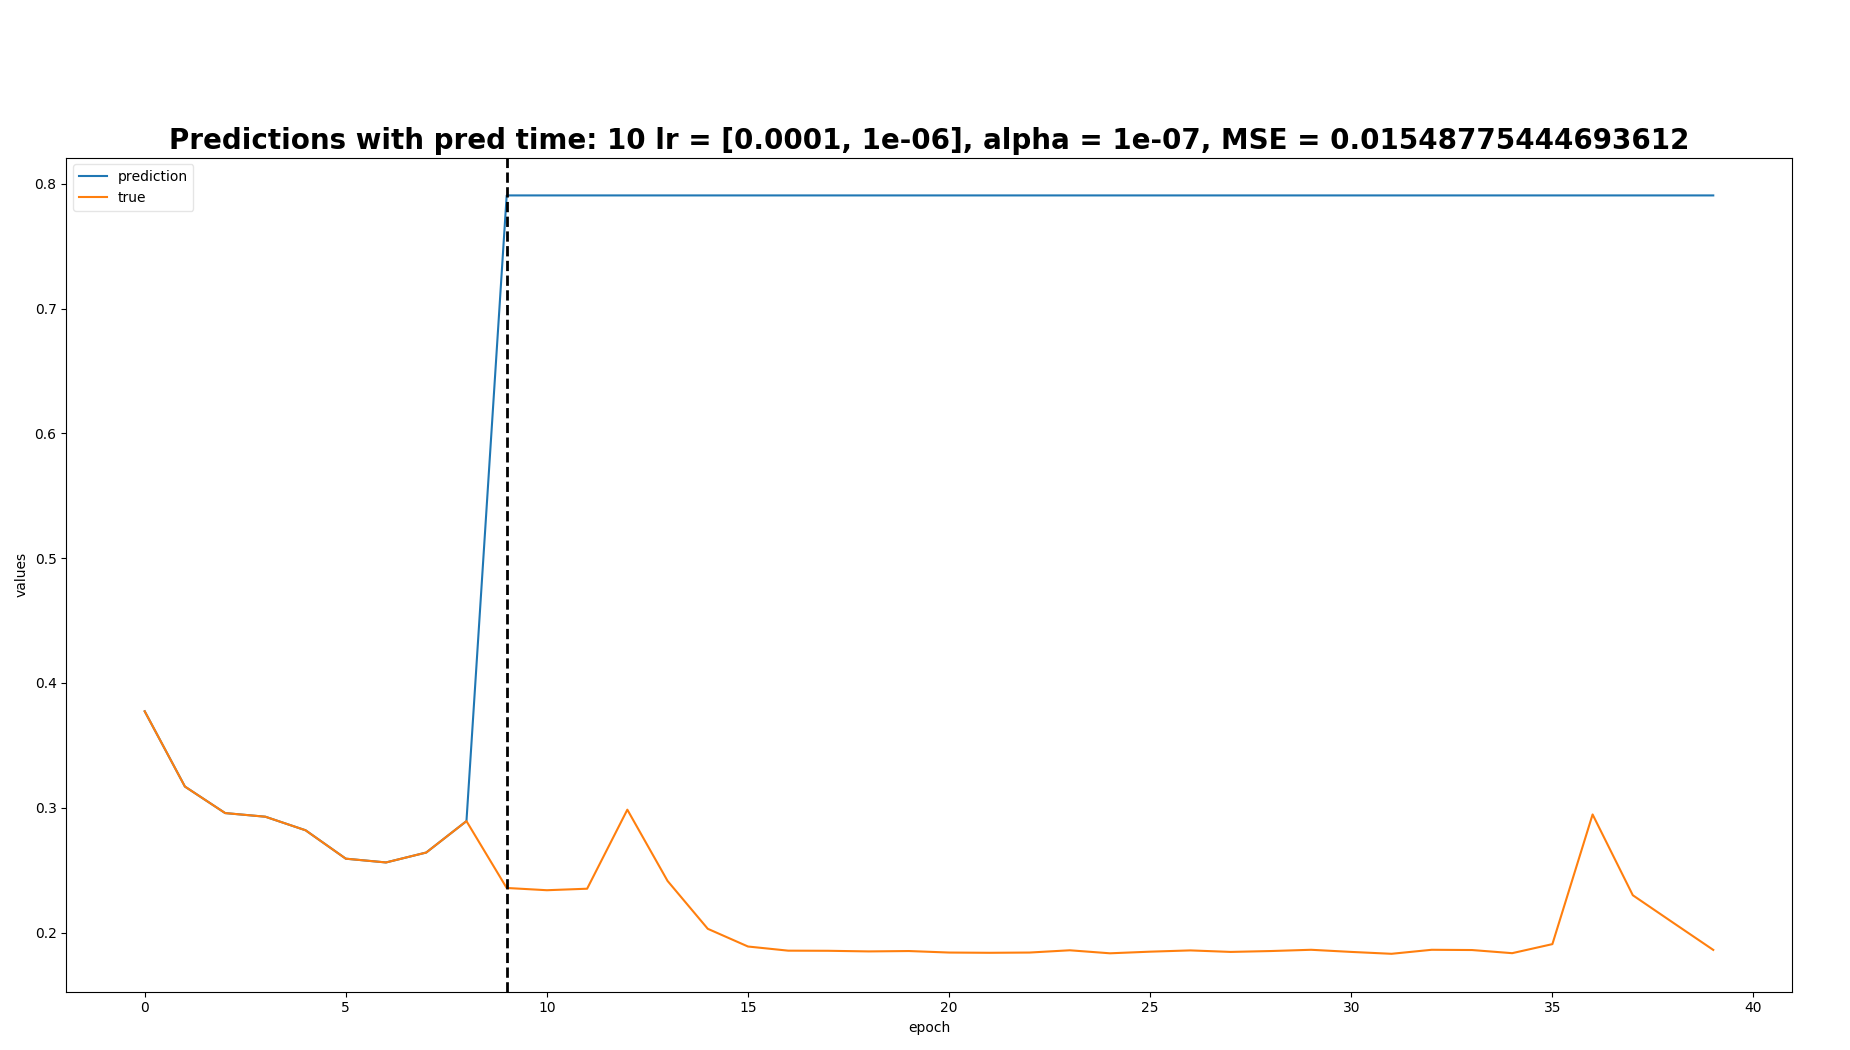 Predictions with pred time: 10 lr = [0.0001, 1e-06], alpha = 1e-07, MSE = 0.01548775444693612
prediction
true
0.8
0.7
0.6
0.5
0.4
0.3
0.2
values
0 5 10 15 20 25 30 35 40
epoch